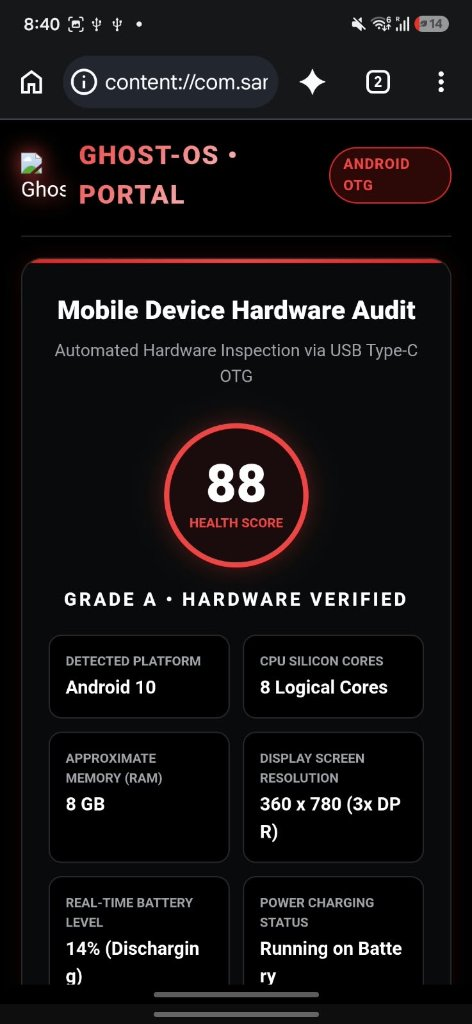 8:40
14
content://com.sar
2
Ghos
GHOST-OS •
PORTAL
ANDROID
OTG
Mobile Device Hardware Audit
Automated Hardware Inspection via USB Type-C
OTG
88
HEALTH SCORE
GRADE A • HARDWARE VERIFIED
DETECTED PLATFORM
Android 10
CPU SILICON CORES
8 Logical Cores
APPROXIMATE
MEMORY (RAM)
8 GB
DISPLAY SCREEN
RESOLUTION
360 x 780 (3x DP
R)
REAL-TIME BATTERY
LEVEL
14% (Dischargin
g)
POWER CHARGING
STATUS
Running on Batte
ry